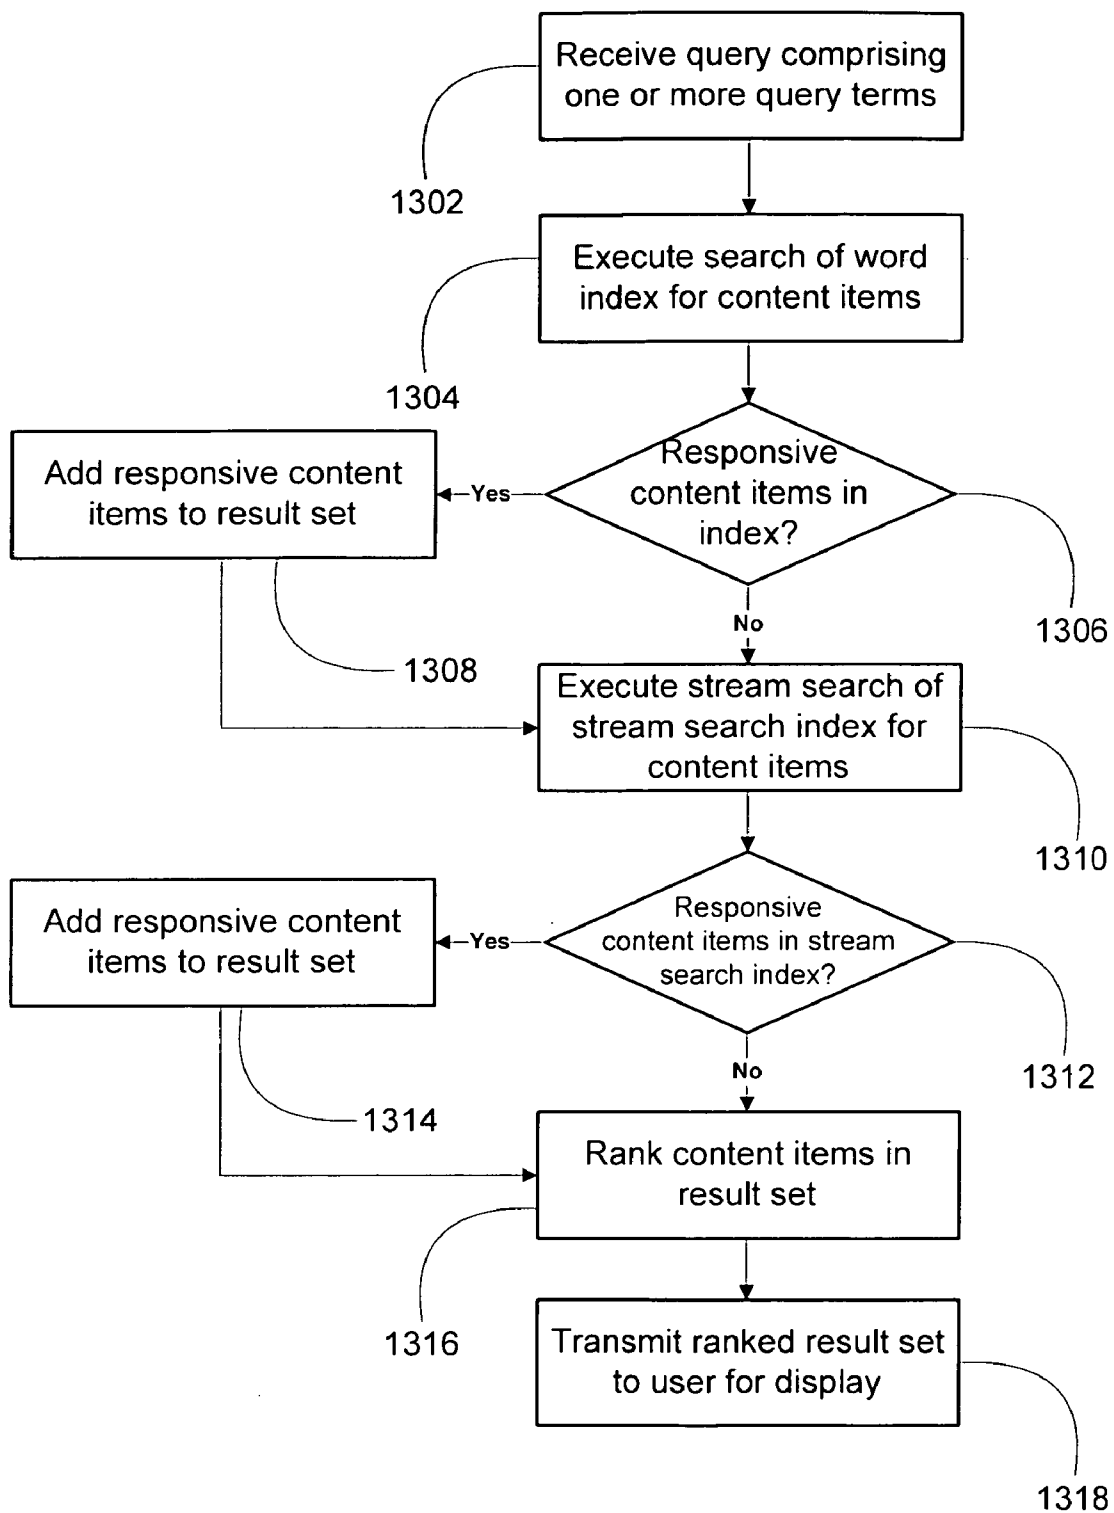 Receive query comprising
one or more query terms
1302
Execute search of word
index for content items
1304
Responsive
content items in
index?
Yes
Add responsive content
items to result set
No
1306
1308
Execute stream search of
stream search index for
content items
1310
Responsive
content items in stream
search index?
Yes
Add responsive content
items to result set
No
1312
1314
Rank content items in
result set
1316
Transmit ranked result set
to user for display
1318